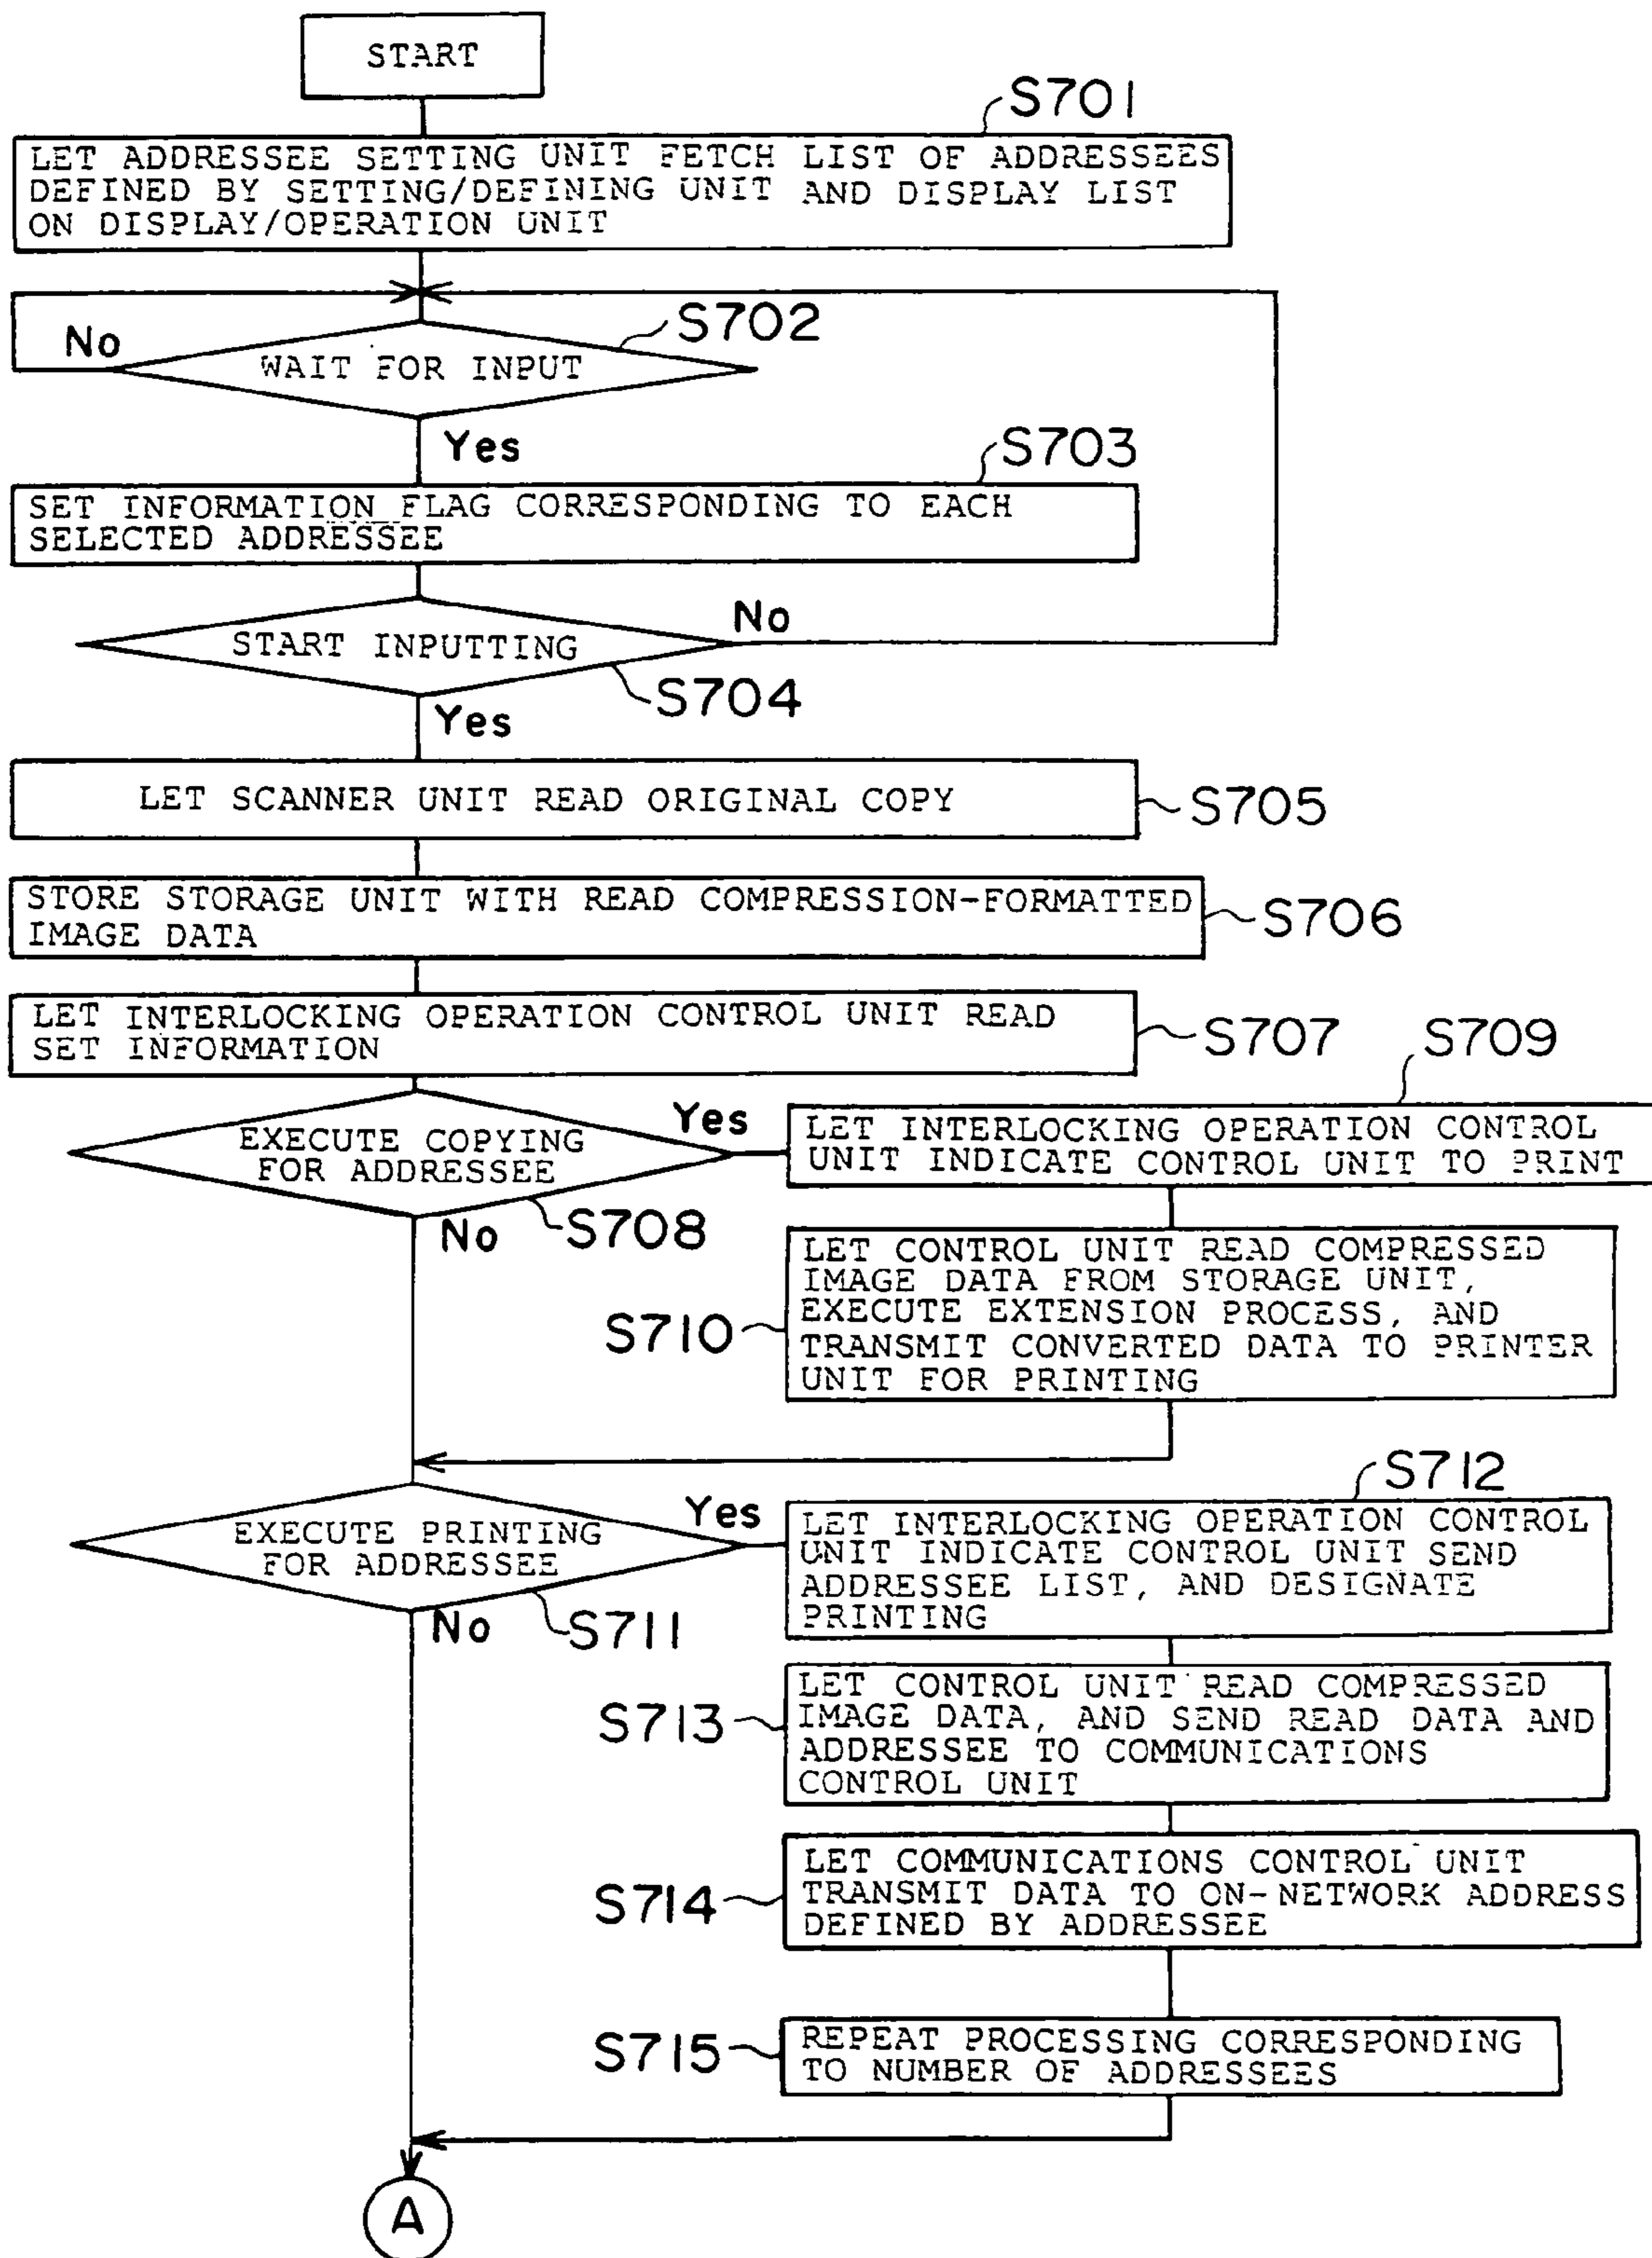 START
S701
LET ADDRESSEE SETTING UNIT FETCH LIST OF ADDRESSEES
DEFINED BY SETTING/DEFINING UNIT AND DISPLAY LIST
ON DISPLAY/OPERATION UNIT
S702
No
WAIT FOR INPUT
Yes
S703
SET INFORMATION FLAG CORRESPONDING TO EACH
SELECTED ADDRESSEE
No
START INPUTTING
S704
Yes
LET SCANNER UNIT READ ORIGINAL COPY
S705
STORE STORAGE UNIT WITH READ COMPRESSION-FORMATTED
IMAGE DATA
S706
LET INTERLOCKING OPERATION CONTROL UNIT READ
SET INFORMATION
S707
S709
EXECUTE COPYING
FOR ADDRESSEE
Yes
LET INTERLOCKING OPERATION CONTROL
UNIT INDICATE CONTROL UNIT TO PRINT
No
S708
S710
LET CONTROL UNIT READ COMPRESSED
IMAGE DATA FROM STORAGE UNIT,
EXECUTE EXTENSION PROCESS, AND
TRANSMIT CONVERTED DATA TO PRINTER
UNIT FOR PRINTING
S712
EXECUTE PRINTING
FOR ADDRESSEE
Yes
LET INTERLOCKING OPERATION CONTROL
UNIT INDICATE CONTROL UNIT SEND
ADDRESSEE LIST, AND DESIGNATE
PRINTING
No
S711
S713
LET CONTROL UNIT READ COMPRESSED
IMAGE DATA, AND SEND READ DATA AND
ADDRESSEE TO COMMUNICATIONS
CONTROL UNIT
S714
LET COMMUNICATIONS CONTROL UNIT
TRANSMIT DATA TO ON-NETWORK ADDRESS
DEFINED BY ADDRESSEE
S715
REPEAT PROCESSING CORRESPONDING
TO NUMBER OF ADDRESSEES
A